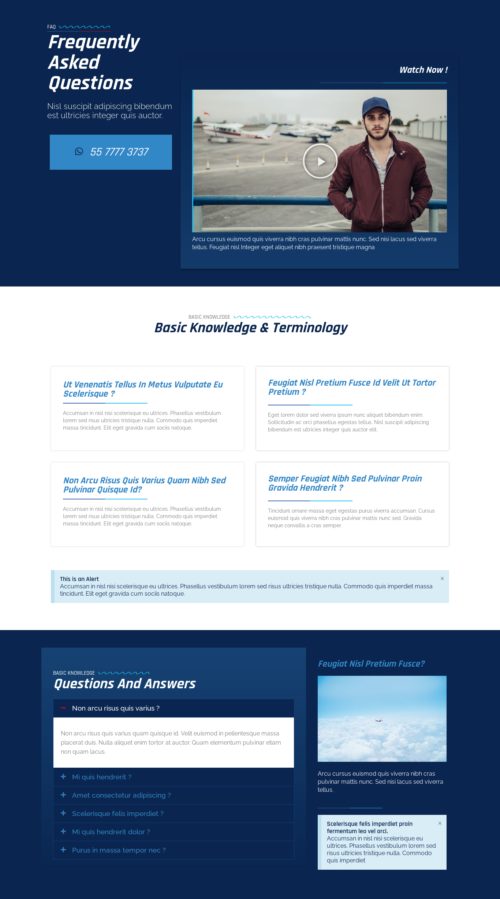 FAQ
Frequently
Asked
Questions
Nisl suscipit adipiscing bibendum
est ultricies integer quis auctor.
55 7777 3737
Watch Now !
Arcu cursus euismod quis viverra nibh cras pulvinar mattis nunc. Sed nisi lacus sed viverra
tellus. Feugiat nisl Integer eget aliquet nibh praesent tristique magna
BASIC KNOWLEDGE
Basic Knowledge & Terminology
Ut Venenatis Tellus In Metus Vulputate Eu
Scelerisque ?
Accumsan in nisl nisi scelerisque eu ultrices. Phasellus vestibulum
lorem sed risus ultricies tristique nulla. Commodo quis imperdiet
massa tincidunt. Elit eget gravida cum sociis natoque.
Feugiat Nisl Pretium Fusce Id Velit Ut Tortor
Pretium ?
Eget lorem dolor sed viverra ipsum nunc aliquet bibendum enim.
Sollicitudin ac orci phasellus egestas tellus. Nisl suscipit adipiscing
bibendum est ultricies integer quis auctor elit.
Non Arcu Risus Quis Varius Quam Nibh Sed
Pulvinar Quisque Id?
Accumsan in nisl nisi scelerisque eu ultrices. Phasellus vestibulum
lorem sed risus ultricies tristique nulla. Commodo quis imperdiet
massa tincidunt. Elit eget gravida cum sociis natoque.
Semper Feugiat Nibh Sed Pulvinar Proin
Gravida Hendrerit ?
Tincidunt ornare massa eget egestas purus viverra accumsan. Cursus
euismod quis viverra nibh cras pulvinar mattis nunc. Gravida
neque convallis a cras semper
This is an Alert
×
Accumsan in nisl nisi scelerisque eu ultrices. Phasellus vestibulum lorem sed risus ultricies tristique nulla. Commodo quis imperdiet massa
tincidunt. Elit eget gravida cum sociis natoque.
BASIC KNOWLEDGE
Questions And Answers
Non arcu risus quis varius ?
Non arcu risus quis varius quam quisque id. Velit euismod in pellentesque massa
placerat duis. Nulla aliquet enim tortor at auctor. Quam elementum pulvinar etiam
non quam lacus.
Mi quis hendrerit ?
Amet consectetur adipiscing ?
Scelerisque felis imperdiet ?
Mi quis hendrerit dolor ?
Purus in massa tempor nec ?
Feugiat Nisl Pretium Fusce?
Arcu cursus euismod quis viverra nibh cras
pulvinar mattis nunc. Sed nisi lacus sed viverra
tellus.
Scelerisque felis imperdiet proin
fermentum leo vel orci.
×
Accumsan in nisl nisi scelerisque eu
ultrices. Phasellus vestibulum lorem sed
risus ultricies tristique nulla. Commodo
quis imperdiet